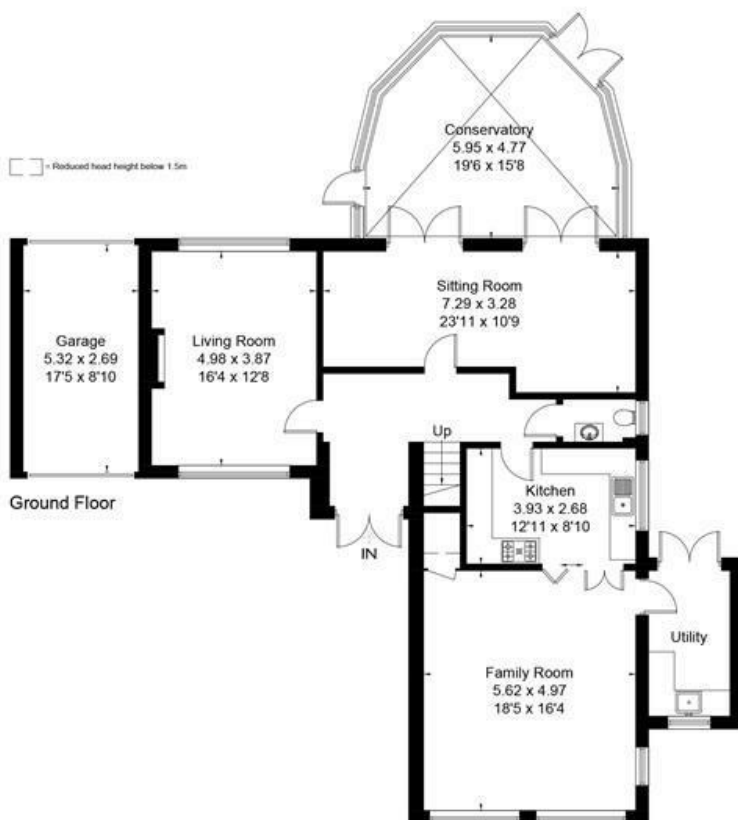 Conservatory
5.95 x 4.77
19'6 x 15'8
= Reduced head height below 1.5m
Sitting Room
7.29 x 3.28
23'11 x 10'9
Garage
5.32 x 2.69
17'5 x 8'10
Living Room
4.98 x 3.87
16'4 x 12'8
Up
Ground Floor
Kitchen
3.93 x 2.68
12'11 x 8'10
IN
Utility
Family Room
5.62 x 4.97
18'5 x 16'4